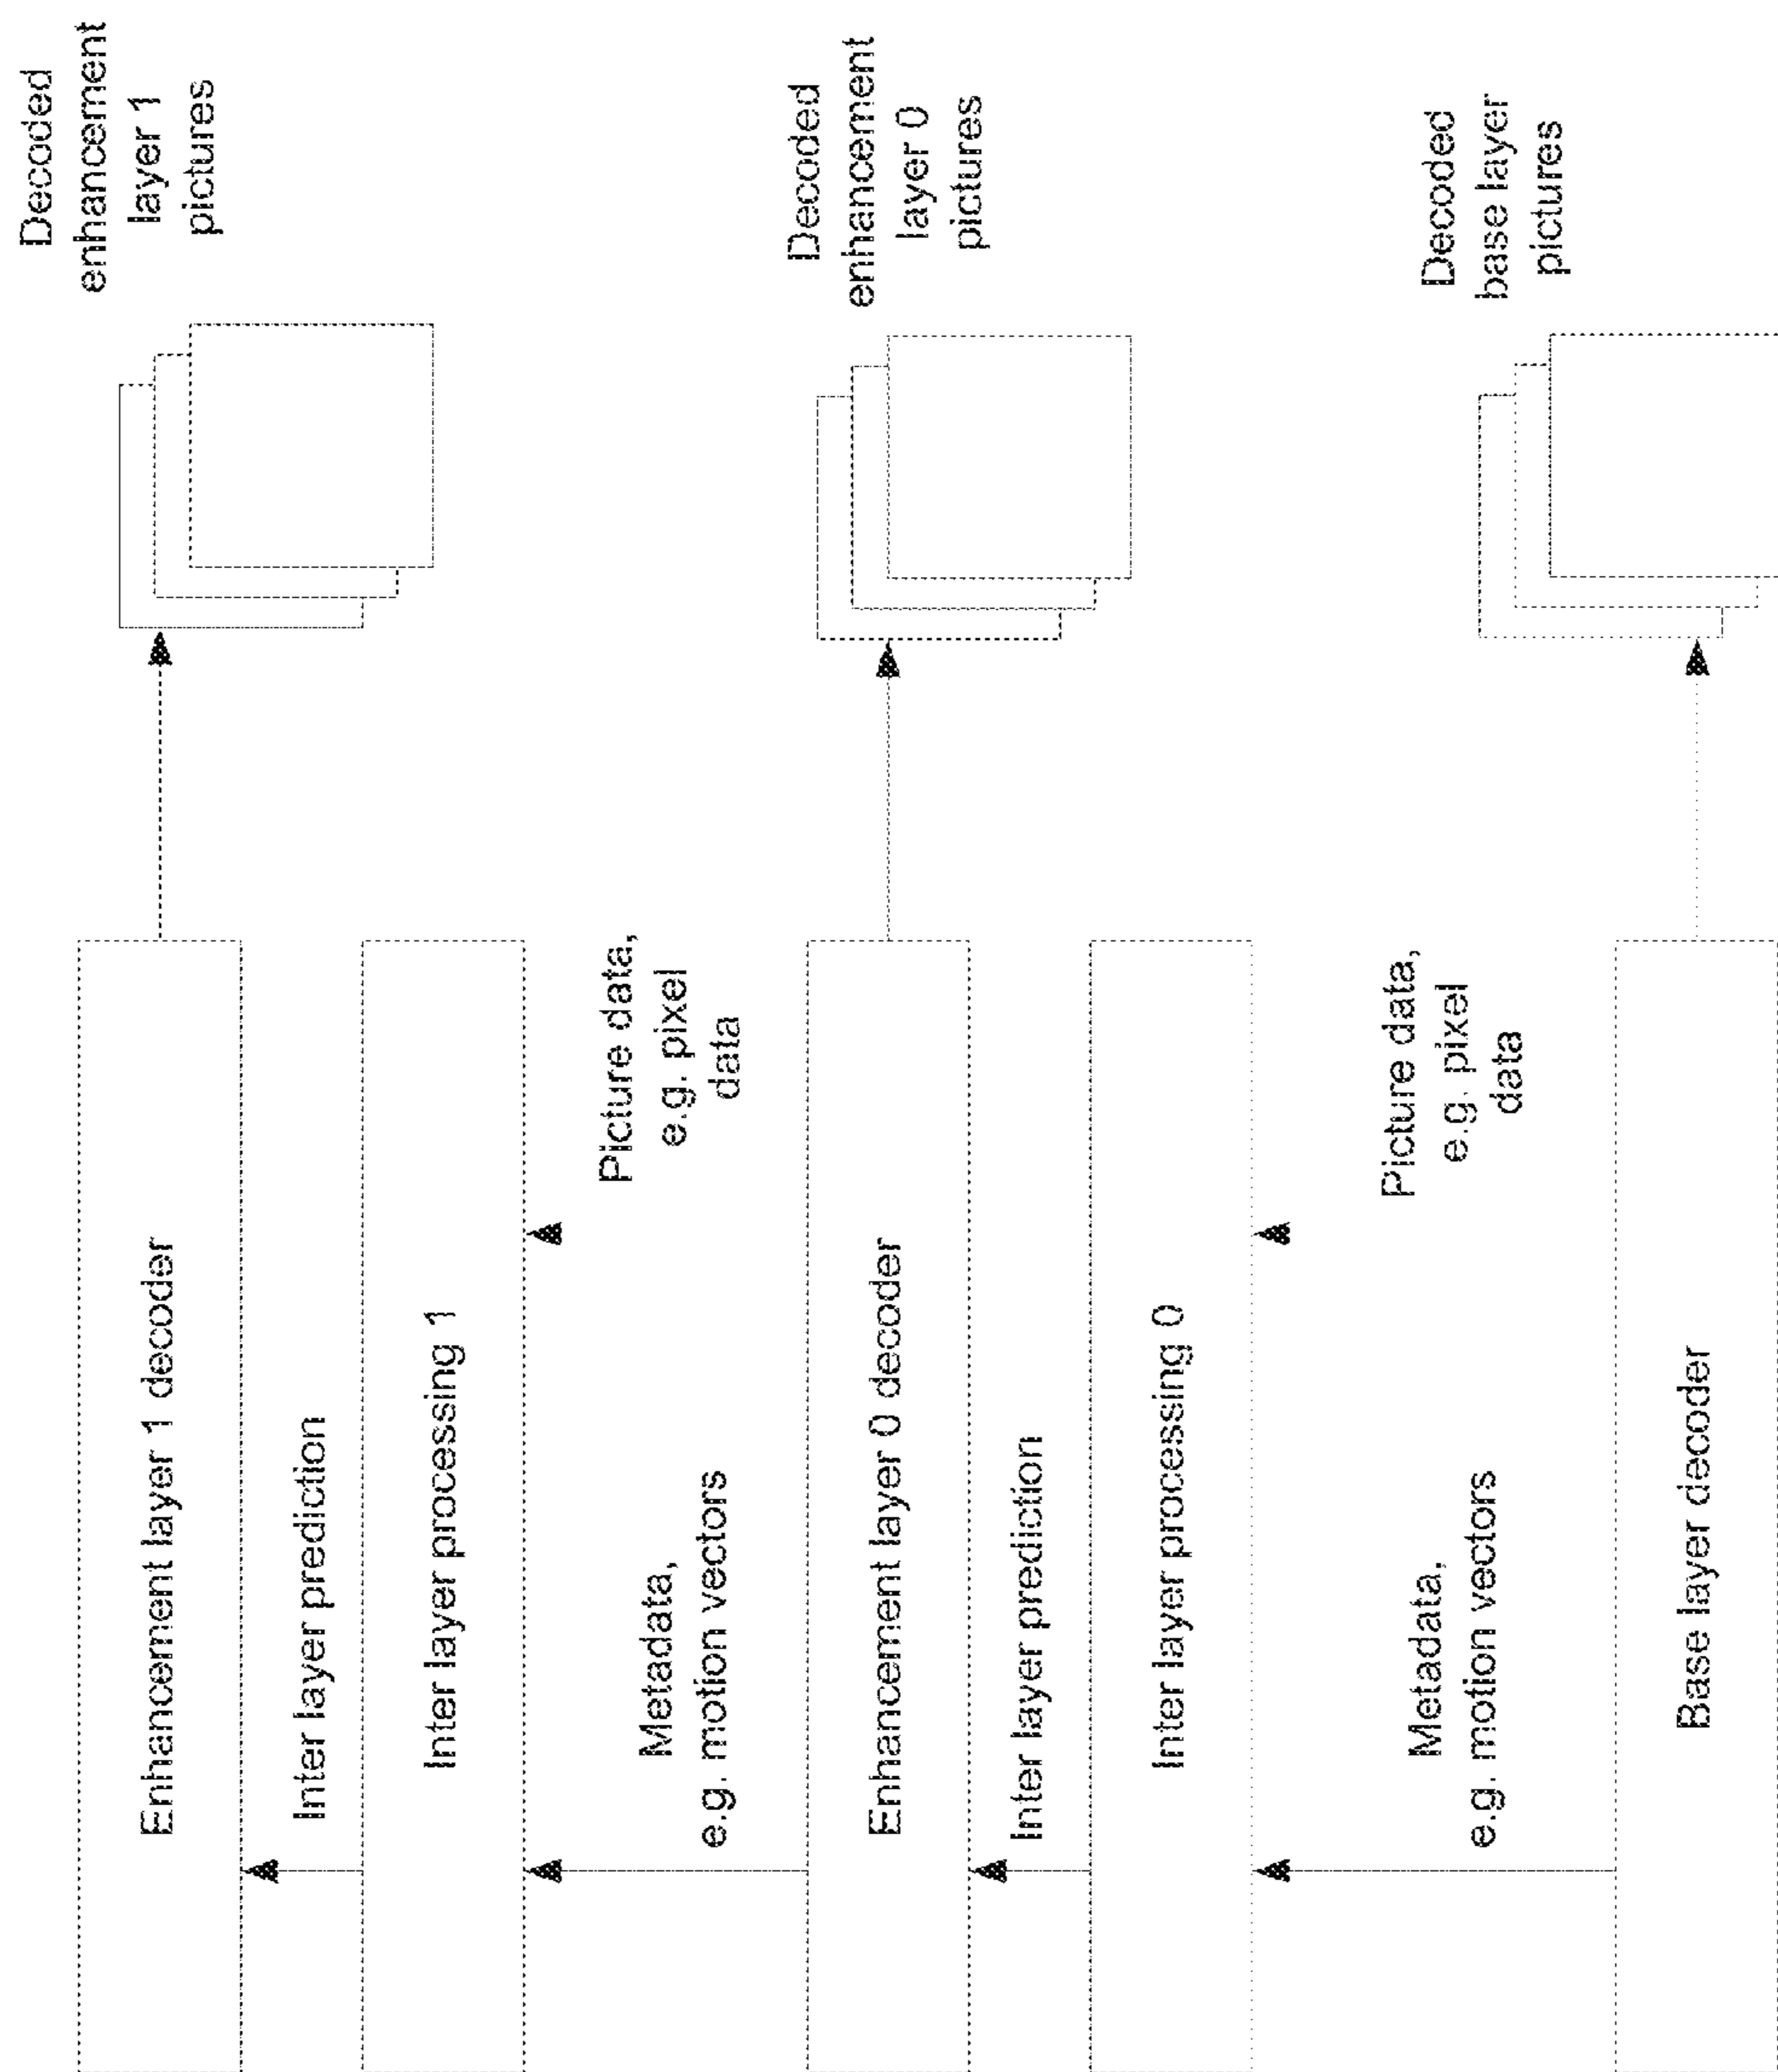 Decoded
enhancement
layer 1
pictures
Enhancement layer 1 decoder
Inter layer prediction
Inter layer processing 1
Picture data,
e.g. pixel
data
Metadata,
e.g. motion vectors
Decoded
enhancement
layer 0
pictures
Enhancement layer 0 decoder
Inter layer prediction
Inter layer processing 0
Picture data,
e.g. pixel
data
Metadata,
e.g. motion vectors
Decoded
base layer
pictures
Base layer decoder